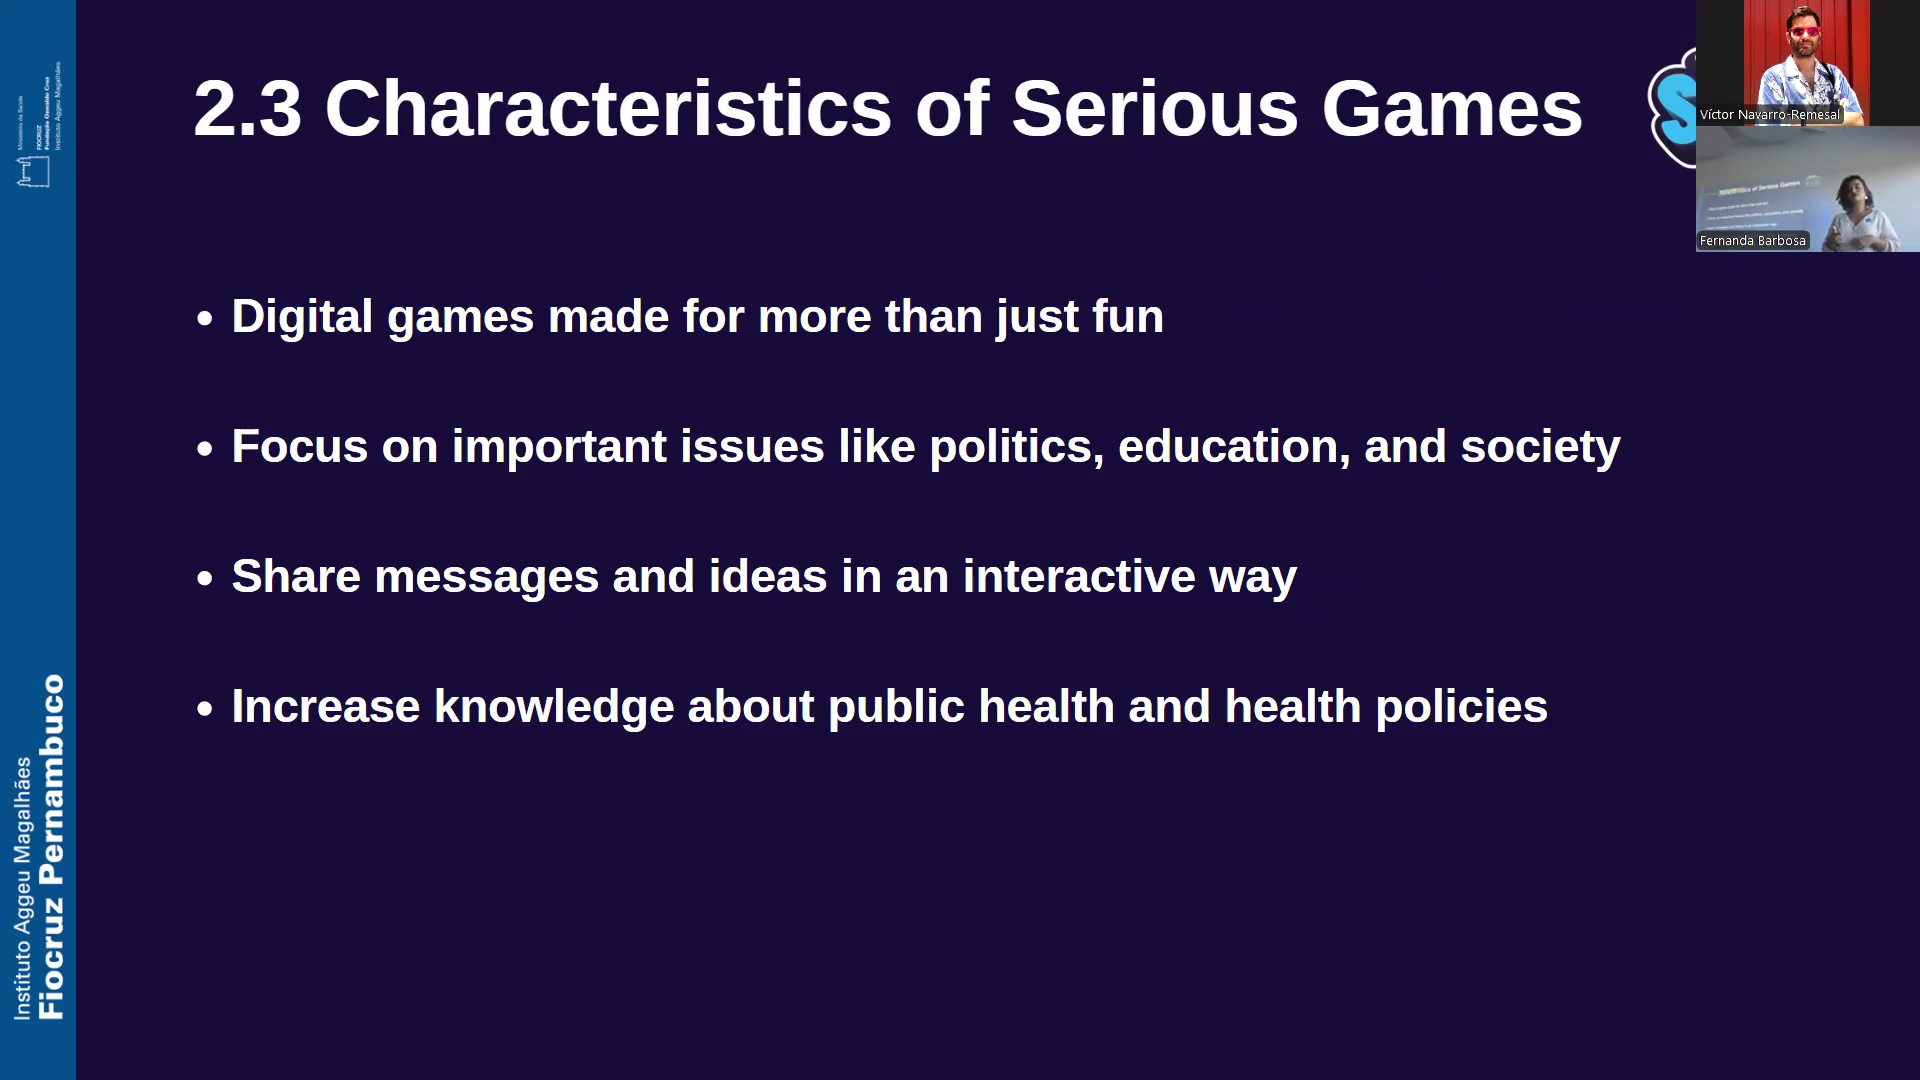 2.3 Characteristics of Serious Games
• Digital games made for more than just fun
• Focus on important issues like politics, education, and society
• Share messages and ideas in an interactive way
• Increase knowledge about public health and health policies
Ministério da Saúde
FIOCRUZ
Fundação Oswaldo Cruz
Instituto Aggeu Magalhães
Instituto Aggeu Magalhães
Fiocruz Pernambuco
S
Víctor Navarro-Remesal
of Serious Games
Fernanda Barbosa